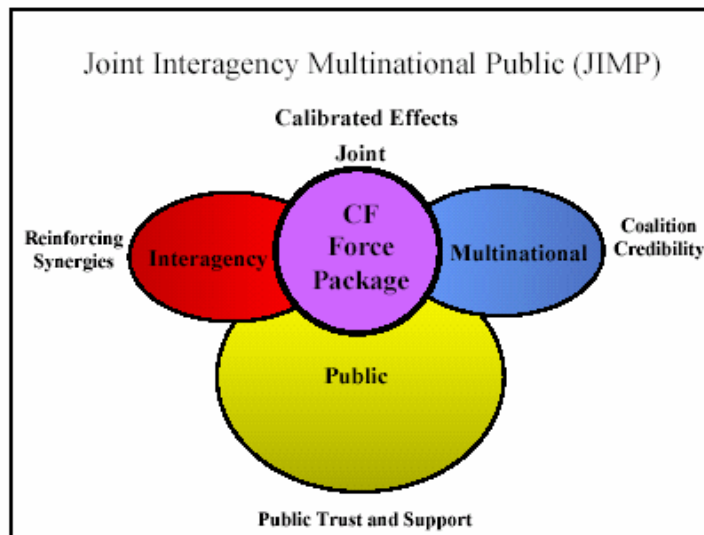 Joint Interagency Multinational Public (JIMP)
Calibrated Effects
Joint
CF
Force
Package
Reinforcing
Synergies
Interagency
Multinational
Coalition
Credibility
Public
Public Trust and Support